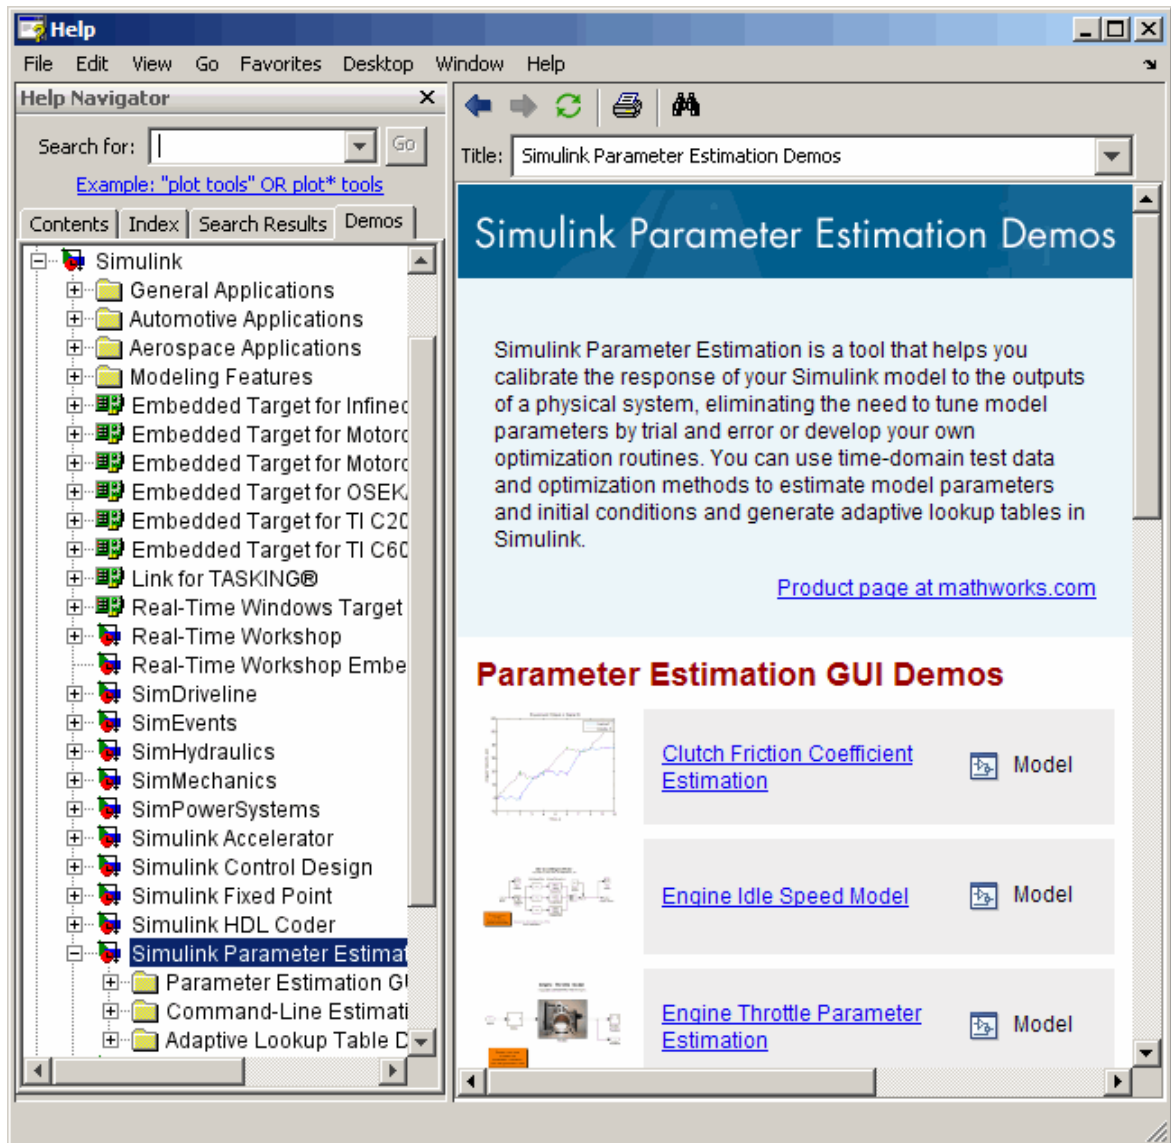 Help
File Edit View Go Favorites Desktop Window Help
Help Navigator
Search for: Go
Example: "plot tools" OR plot* tools
Contents Index Search Results Demos
Simulink
General Applications
Automotive Applications
Aerospace Applications
Modeling Features
Embedded Target for Infinec
Embedded Target for Motorc
Embedded Target for Motorc
Embedded Target for OSEK/
Embedded Target for TI C20
Embedded Target for TI C60
Link for TASKING®
Real-Time Windows Target
Real-Time Workshop
Real-Time Workshop Embe
SimDriveline
SimEvents
SimHydraulics
SimMechanics
SimPowerSystems
Simulink Accelerator
Simulink Control Design
Simulink Fixed Point
Simulink HDL Coder
Simulink Parameter Estimat
Parameter Estimation GU
Command-Line Estimati
Adaptive Lookup Table D
Title: Simulink Parameter Estimation Demos
Simulink Parameter Estimation Demos
Simulink Parameter Estimation is a tool that helps you
calibrate the response of your Simulink model to the outputs
of a physical system, eliminating the need to tune model
parameters by trial and error or develop your own
optimization routines. You can use time-domain test data
and optimization methods to estimate model parameters
and initial conditions and generate adaptive lookup tables in
Simulink.
Product page at mathworks.com
Parameter Estimation GUI Demos
Clutch Friction Coefficient
Estimation
Model
Engine Idle Speed Model
Model
Engine Throttle Parameter
Estimation
Model